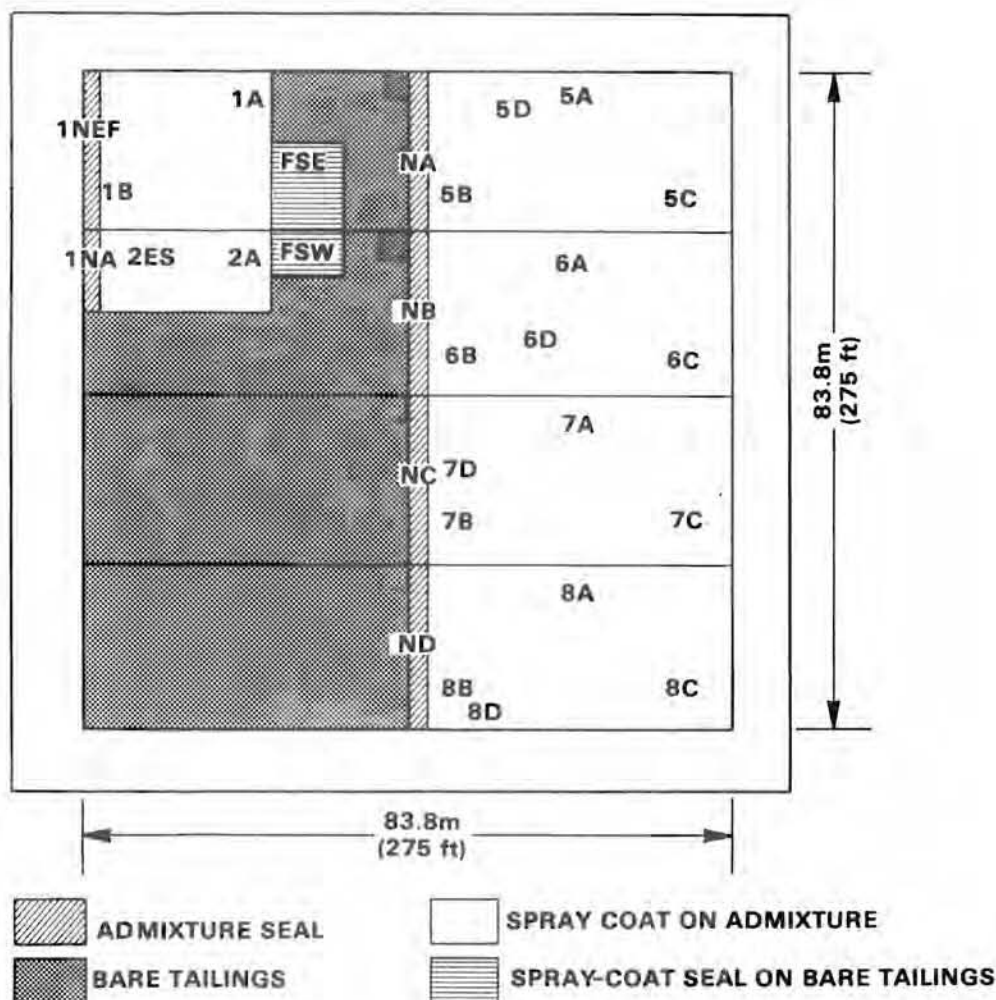 1A
5D 5A
1NEF
FSE NA
1B 5B 5C
1NA 2ES 2A FSW 6A
NB
6D
6B 6C
7A
NC 7D
7B 7C
8A
ND
8B 8C
8D
83.8m
(275 ft)
83.8m
(275 ft)
ADMIXTURE SEAL
SPRAY COAT ON ADMIXTURE
BARE TAILINGS
SPRAY-COAT SEAL ON BARE TAILINGS